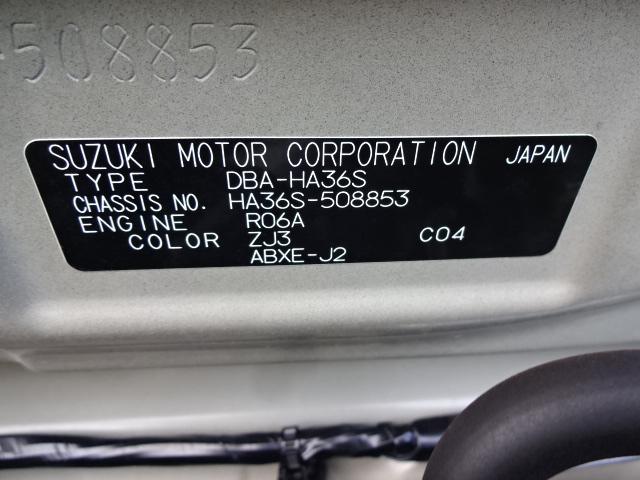 -508853
SUZUKI MOTOR CORPORATION JAPAN
TYPE DBA-HA36S
CHASSIS NO. HA36S-508853
ENGINE R06A
COLOR ZJ3 C04
ABXE-J2